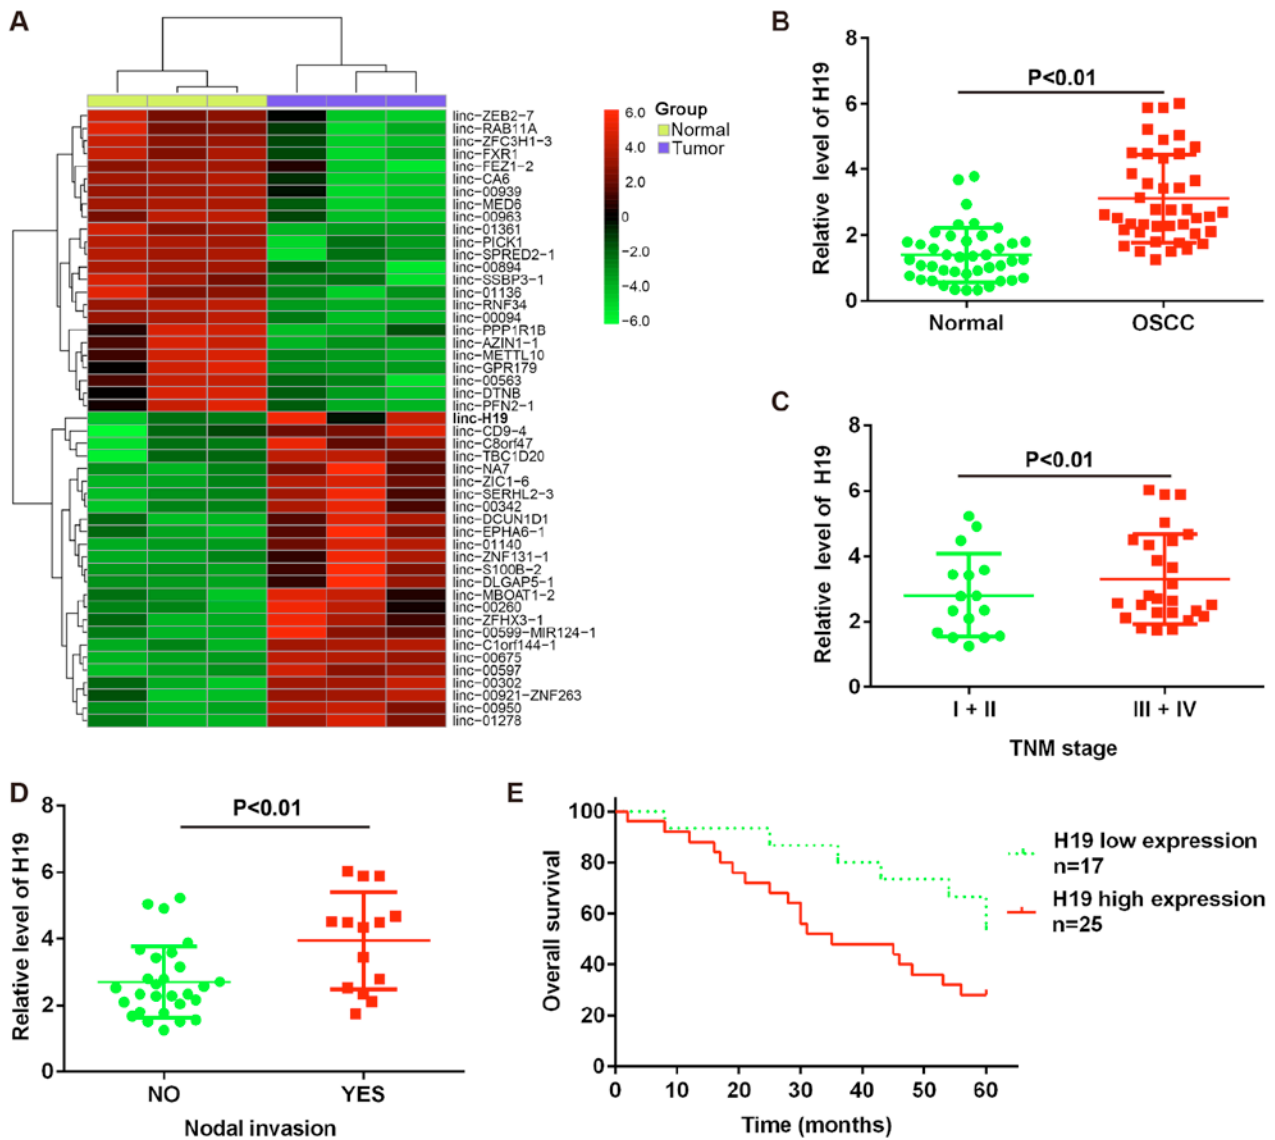 A
linc-ZEB2-7
linc-RAB11A
linc-ZFC3H1-3
linc-FXR1
linc-FEZ1-2
linc-CA6
linc-00939
linc-MED6
linc-00963
linc-01361
linc-PICK1
linc-SPRED2-1
linc-00894
linc-SSBP3-1
linc-01136
linc-RNF34
linc-00094
linc-PPP1R1B
linc-AZIN1-1
linc-METTL10
linc-GPR179
linc-00563
linc-DTNB
linc-PFN2-1
linc-H19
linc-CD9-4
linc-C8orf47
linc-TBC1D20
linc-NA7
linc-ZIC1-6
linc-SERHL2-3
linc-00342
linc-DCUN1D1
linc-EPHA6-1
linc-01140
linc-ZNF131-1
linc-S100B-2
linc-DLGAP5-1
linc-MBOAT1-2
linc-00260
linc-ZFHX3-1
linc-00599-MIR124-1
linc-C1orf144-1
linc-00675
linc-00597
linc-00302
linc-00921-ZNF263
linc-00950
linc-01278
6.0
4.0
2.0
0
-2.0
-4.0
-6.0
Group
Normal
Tumor
B
Relative level of H19
8
6
4
2
0
P<0.01
Normal
OSCC
C
Relative level of H19
8
6
4
2
0
P<0.01
I + II
III + IV
TNM stage
D
Relative level of H19
8
6
4
2
0
P<0.01
NO
YES
Nodal invasion
E
Overall survival
100
80
60
40
20
0
0 10 20 30 40 50 60
Time (months)
H19 low expression
n=17
H19 high expression
n=25